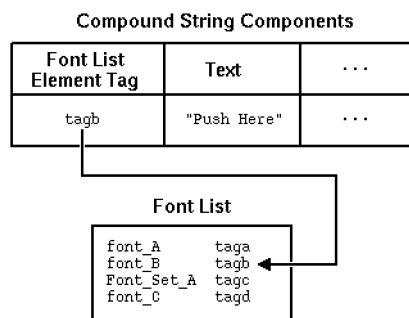 Compound String Components
Font List Element Tag	Text	...
tagb	"Push Here"	...
Font List
font_A	taga
font_B	tagb
Font_Set_A	tagc
font_C	tagd